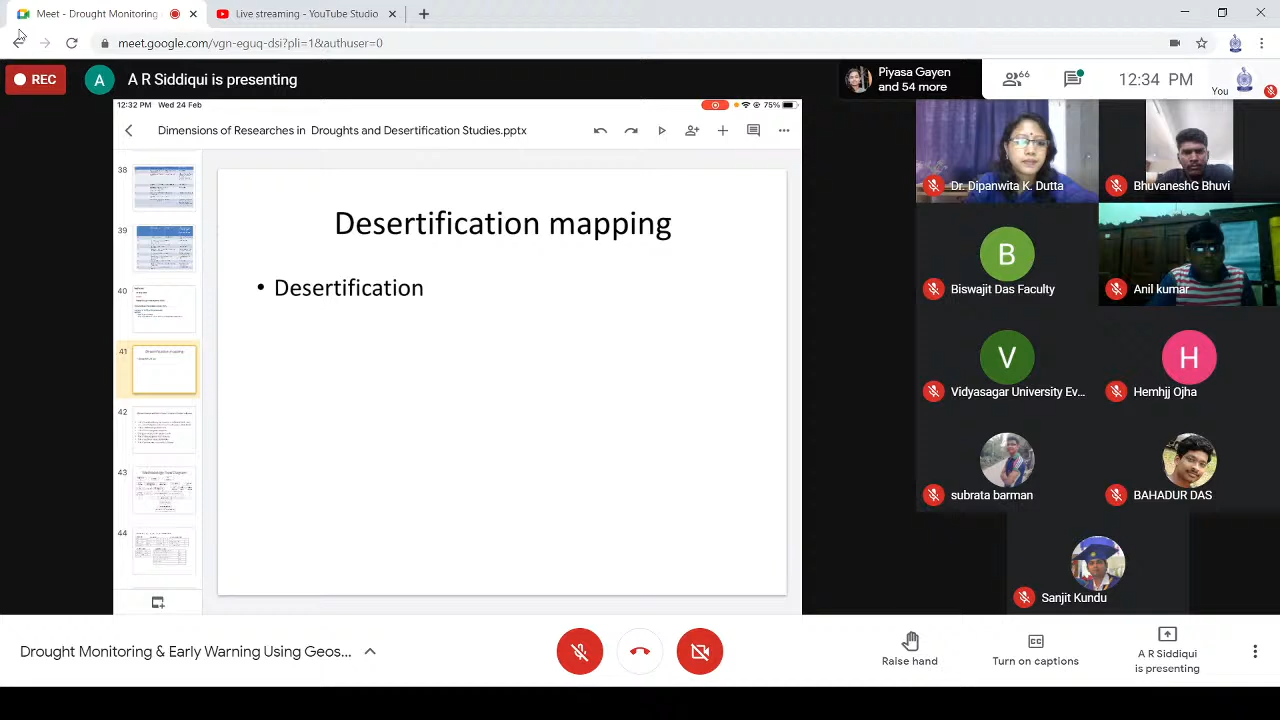 Meet - Drought Monitoring
Live streaming - YouTube Studio
meet.google.com/vgn-eguq-dsi?pli=1&authuser=0
REC
A
A R Siddiqui is presenting
Piyasa Gayen
and 54 more
66
12:34 PM
You
12:32 PM Wed 24 Feb
75%
Dimensions of Researches in Droughts and Desertification Studies.pptx
38
39
40
41
42
43
44
Desertification mapping
• Desertification
Dr. Dipanwita
BhuvaneshG Bhuvi
B
Biswajit Das Faculty
Anil kumar
V
Vidyasagar University Ev...
H
Hemhjj Ojha
subrata barman
BAHADUR DAS
Sanjit Kundu
Drought Monitoring & Early Warning Using Geos...
Raise hand
Turn on captions
A R Siddiqui
is presenting